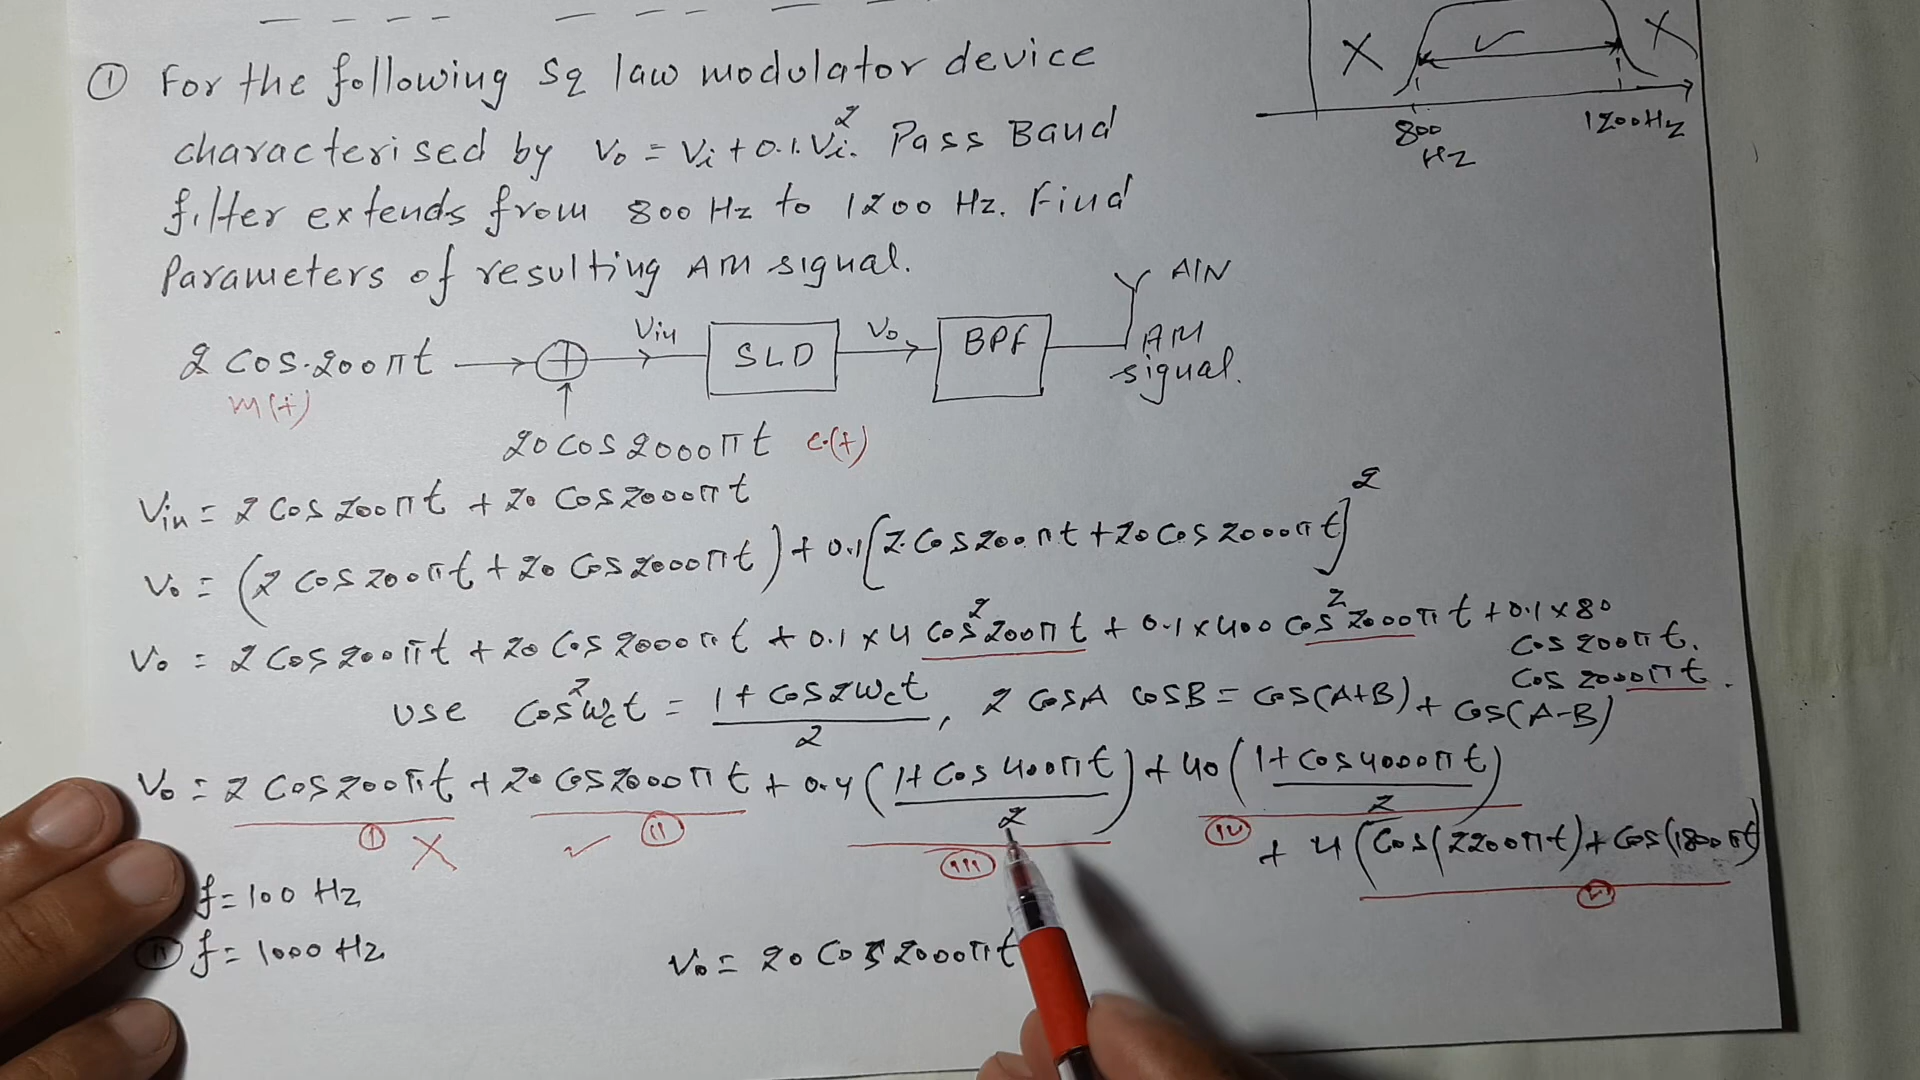 800 Hz
1200 Hz
① For the following Sq law modulator device
characterised by V₀ = Vi + 0.1 Vi². Pass Band
filter extends from 800 Hz to 1200 Hz. Find
Parameters of resulting AM signal.
2 cos 200πt
m(t)
Vin
SLD
V₀
BPF
A/N
AM signal.
20 cos 2000πt c(t)
Vin = 2 cos 200πt + 20 cos 2000πt
V₀ = (2 cos 200πt + 20 cos 2000πt) + 0.1 [2 cos 200πt + 20 cos 2000πt]²
V₀ = 2 cos 200πt + 20 cos 2000πt + 0.1 × 4 cos² 200πt + 0.1 × 400 cos² 2000πt + 0.1 × 80
cos 200πt.
cos 2000πt.
use cos² Wct = (1 + cos 2Wct)/2, 2 cosA cosB = cos(A+B) + cos(A-B)
V₀ = 2 cos 200πt + 20 cos 2000πt + 0.4 ((1 + cos 400πt)/2) + 40 ((1 + cos 4000πt)/2)
+ 4 (cos(2200πt) + cos(1800πt)
① X ✓ (ii) (iii) (iv) (v)
f = 100 Hz
(ii) f = 1000 Hz
V₀ = 20 cos 2000πt